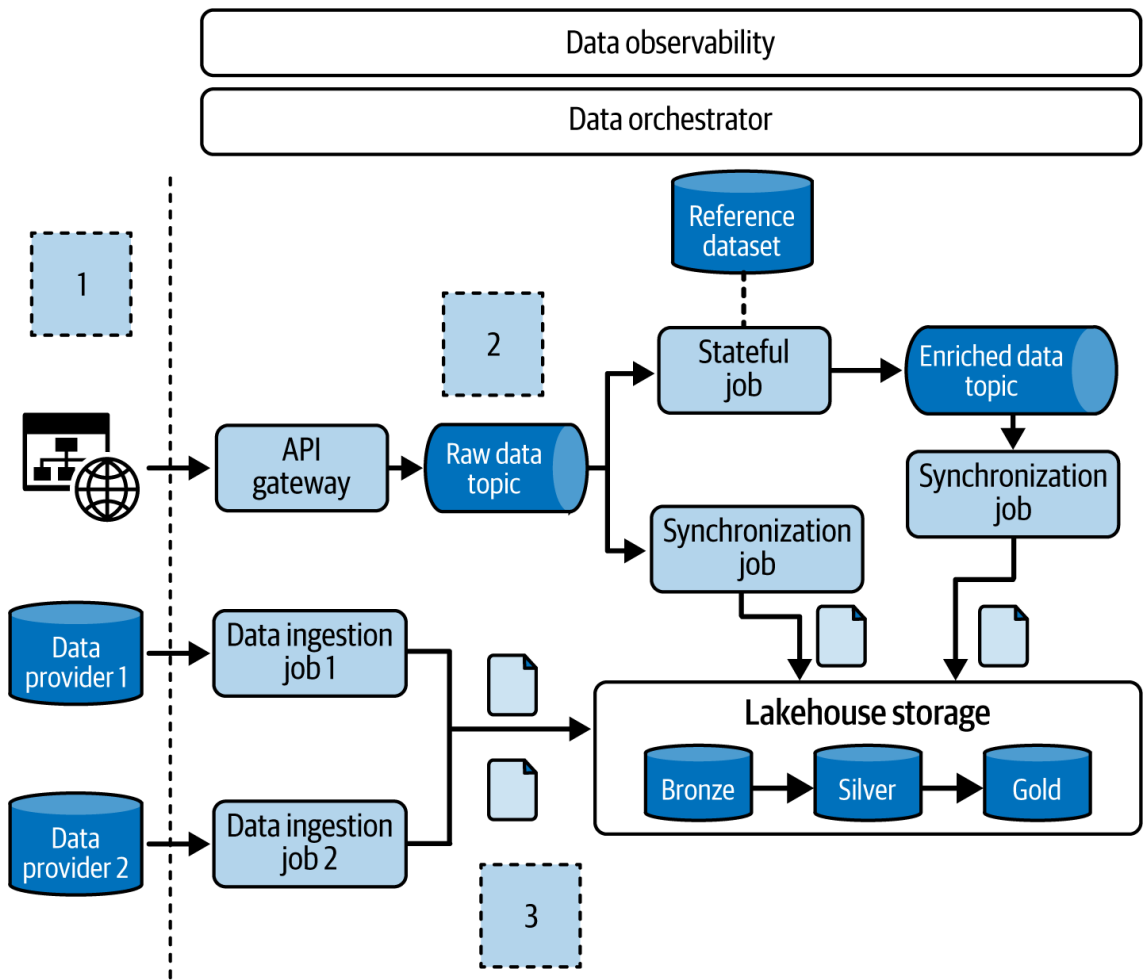 Data observability
Data orchestrator
Reference
dataset
1
2
Stateful
job
Enriched data
topic
API
gateway
Raw data
topic
Synchronization
job
Synchronization
job
Data
provider 1
Data ingestion
job 1
Lakehouse storage
Bronze
Silver
Gold
Data
provider 2
Data ingestion
job 2
3